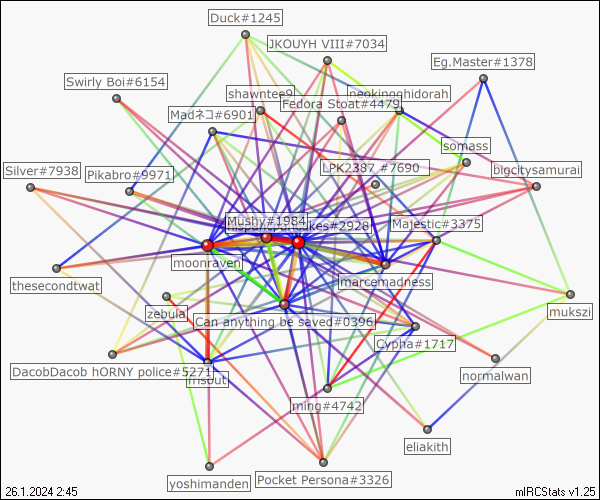 Duck#1245
JKOUYH VIII#7034
Eg.Master#1378
Swirly Boi#6154
shawntee9
neokingghidorah
Fedora Stoat#4479
Madネコ#6901
somass
Silver#7938
Pikabro#9971
LPK2387 #7690
bigcitysamurai
Mushy#1984
akes#2928
Majestic#3375
moonraven
marcemadness
thesecondtwat
zebula
Can anything be saved#0396
mukszi
Cypha#1717
DacobDacob hORNY police#5271
normalwan
ming#4742
eliakith
yoshimanden
Pocket Persona#3326
26.1.2024 2:45
mIRCStats v1.25